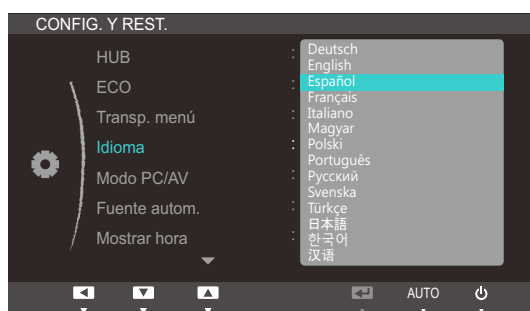 CONFIG. Y REST.
HUB :
ECO :
Transp. menú :
Idioma :
Modo PC/AV :
Fuente autom. :
Mostrar hora :
Deutsch
English
Español
Français
Italiano
Magyar
Polski
Português
Русский
Svenska
Türkçe
日本語
한국어
汉语
AUTO